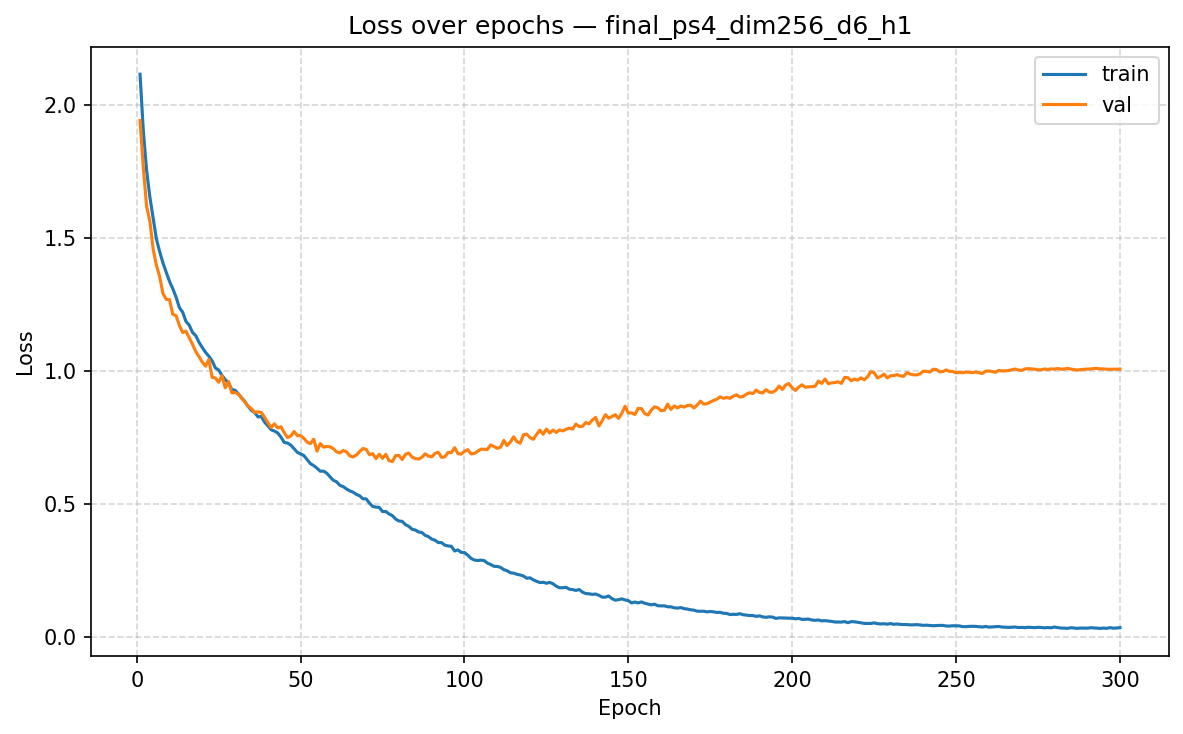 Loss over epochs — final_ps4_dim256_d6_h1
train
val
2.0
1.5
1.0
0.5
0.0
Loss
0 50 100 150 200 250 300
Epoch